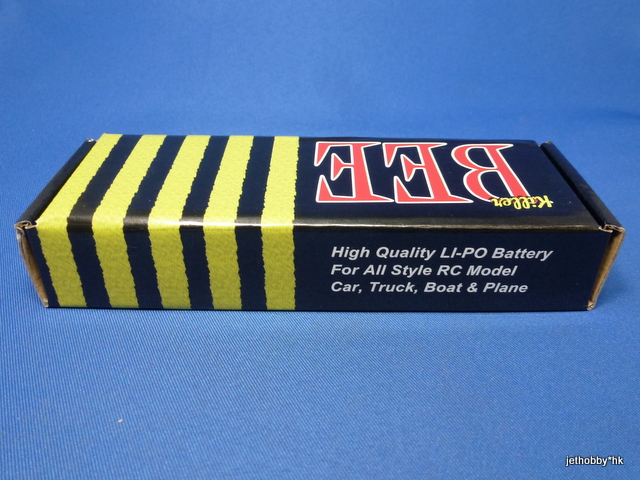 Killer
BEE
High Quality LI-PO Battery
For All Style RC Model
Car, Truck, Boat & Plane
jethobby*hk